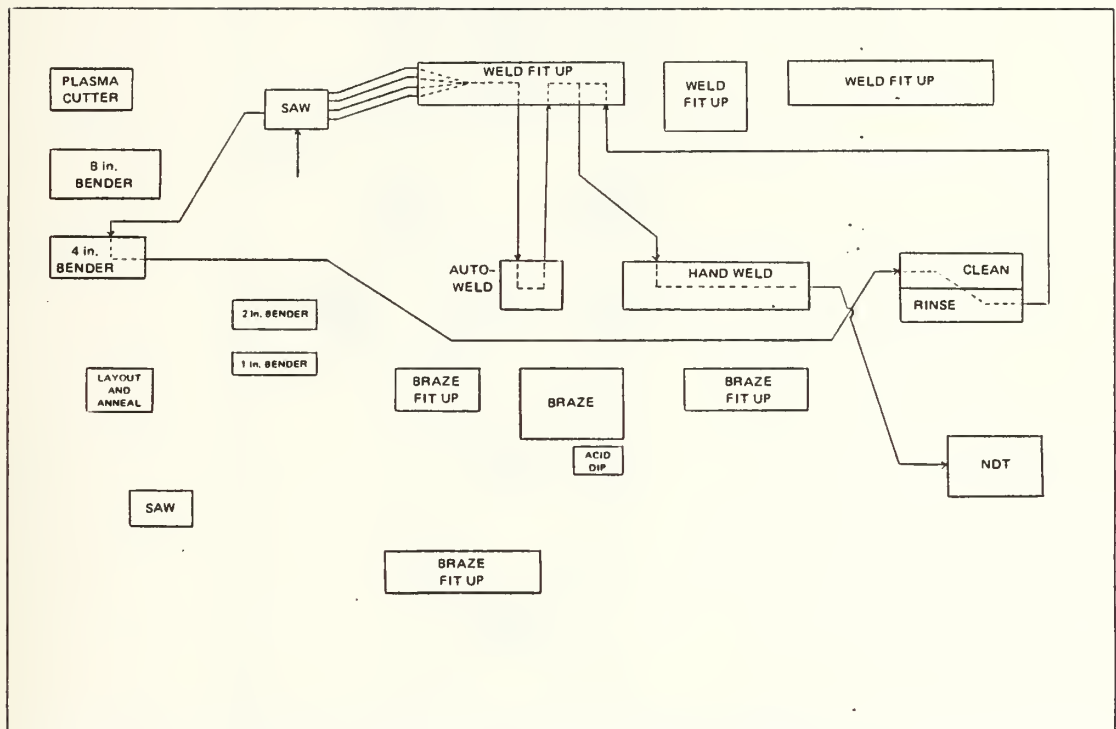 PLASMA
CUTTER
SAW
WELD FIT UP
WELD
FIT UP
WELD FIT UP
8 in.
BENDER
4 in.
BENDER
AUTO-
WELD
HAND WELD
CLEAN
RINSE
2 in. BENDER
1 in. BENDER
LAYOUT
AND
ANNEAL
BRAZE
FIT UP
BRAZE
BRAZE
FIT UP
ACID
DIP
NDT
SAW
BRAZE
FIT UP